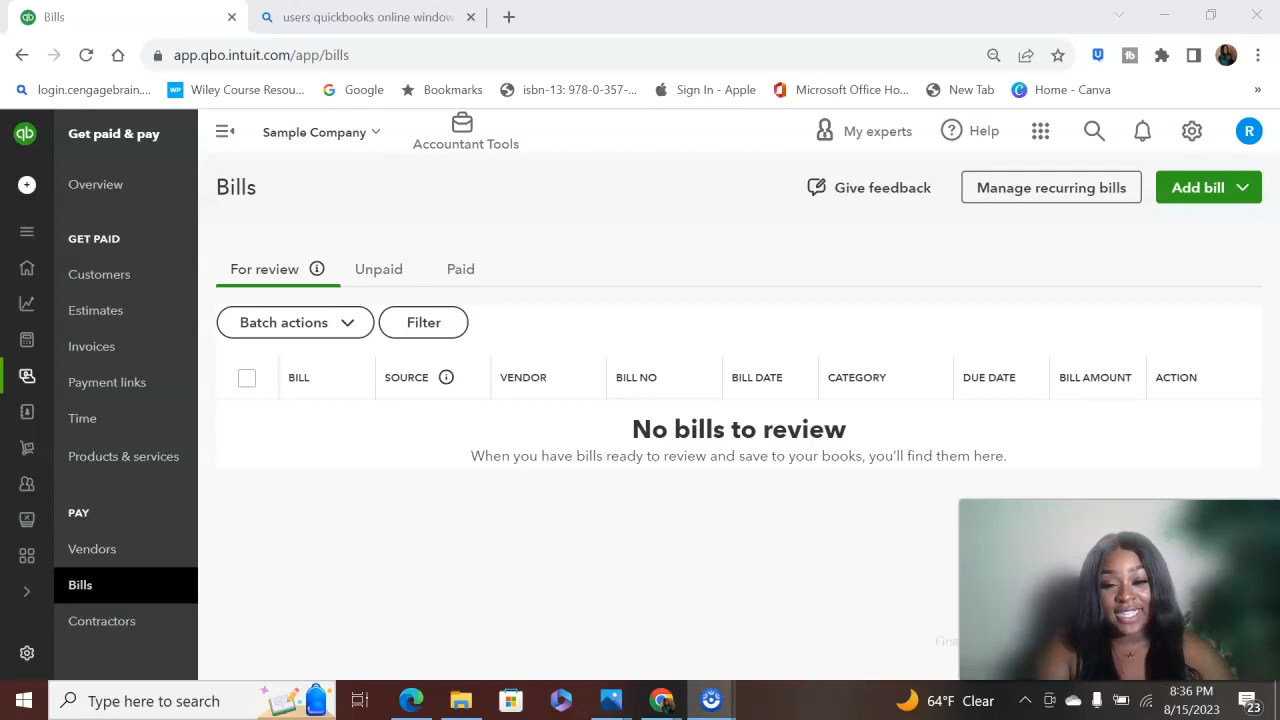 Bills
users quickbooks online window
app.qbo.intuit.com/app/bills
login.cengagebrain....
Wiley Course Resou...
Google
Bookmarks
isbn-13: 978-0-357-...
Sign In - Apple
Microsoft Office Ho...
New Tab
Home - Canva
»
qb
Get paid & pay
Sample Company
Accountant Tools
My experts
Help
R
Overview
Bills
Give feedback
Manage recurring bills
Add bill
GET PAID
Customers
Estimates
Invoices
Payment links
Time
Products & services
For review
Unpaid
Paid
Batch actions
Filter
BILL
SOURCE
VENDOR
BILL NO
BILL DATE
CATEGORY
DUE DATE
BILL AMOUNT
ACTION
No bills to review
When you have bills ready to review and save to your books, you'll find them here.
PAY
Vendors
Bills
Contractors
First
Type here to search
64°F Clear
8:36 PM
8/15/2023
23